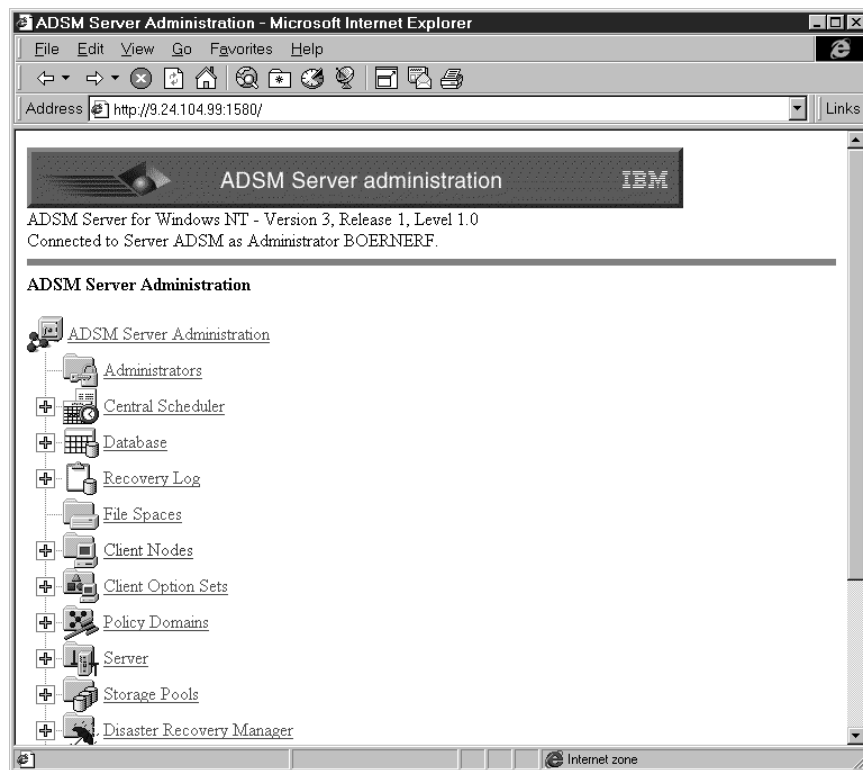 ADSM Server Administration - Microsoft Internet Explorer
File Edit View Go Favorites Help
Address http://9.24.104.99:1580/ Links
ADSM Server administration IBM
ADSM Server for Windows NT - Version 3, Release 1, Level 1.0
Connected to Server ADSM as Administrator BOERNERF.
ADSM Server Administration
ADSM Server Administration
Administrators
Central Scheduler
Database
Recovery Log
File Spaces
Client Nodes
Client Option Sets
Policy Domains
Server
Storage Pools
Disaster Recovery Manager
Internet zone